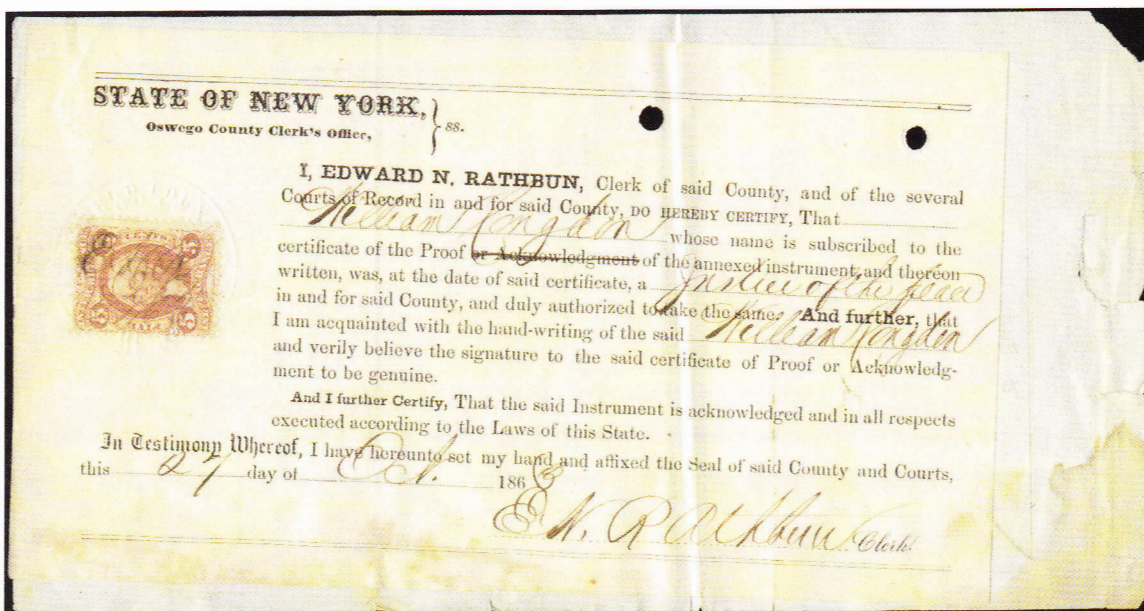 STATE OF NEW YORK, } ss.
Oswego County Clerk's Office,
I, EDWARD N. RATHBUN, Clerk of said County, and of the several
Courts of Record in and for said County, DO HEREBY CERTIFY, That
William Congdon whose name is subscribed to the
certificate of the Proof or Acknowledgment of the annexed instrument, and thereon
written, was, at the date of said certificate, a Justice of the Peace
in and for said County, and duly authorized to take the same. And further, that
I am acquainted with the hand-writing of the said William Congdon
and verily believe the signature to the said certificate of Proof or Acknowledg-
ment to be genuine.
And I further Certify, That the said Instrument is acknowledged and in all respects
executed according to the Laws of this State.
In Testimony Whereof, I have hereunto set my hand and affixed the Seal of said County and Courts,
this 27 day of Oct. 1863
E N. Rathbun Clerk.
5 5
5 5